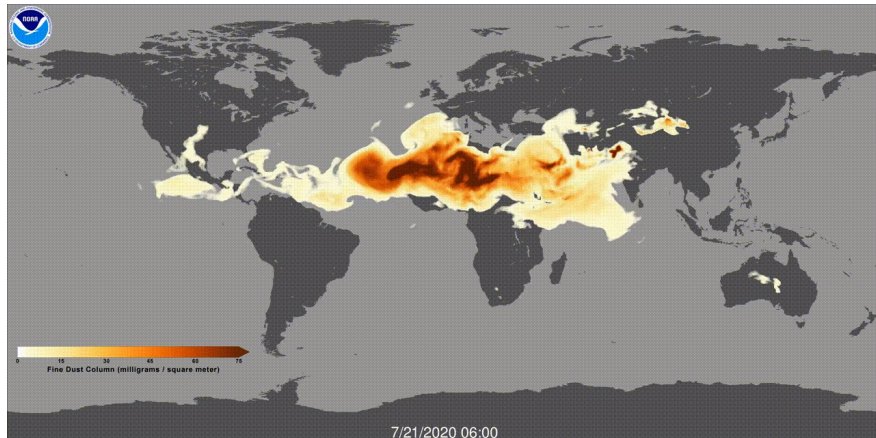 NOAA
0 15 30 45 60 75
Fine Dust Column (milligrams / square meter)
7/21/2020 06:00